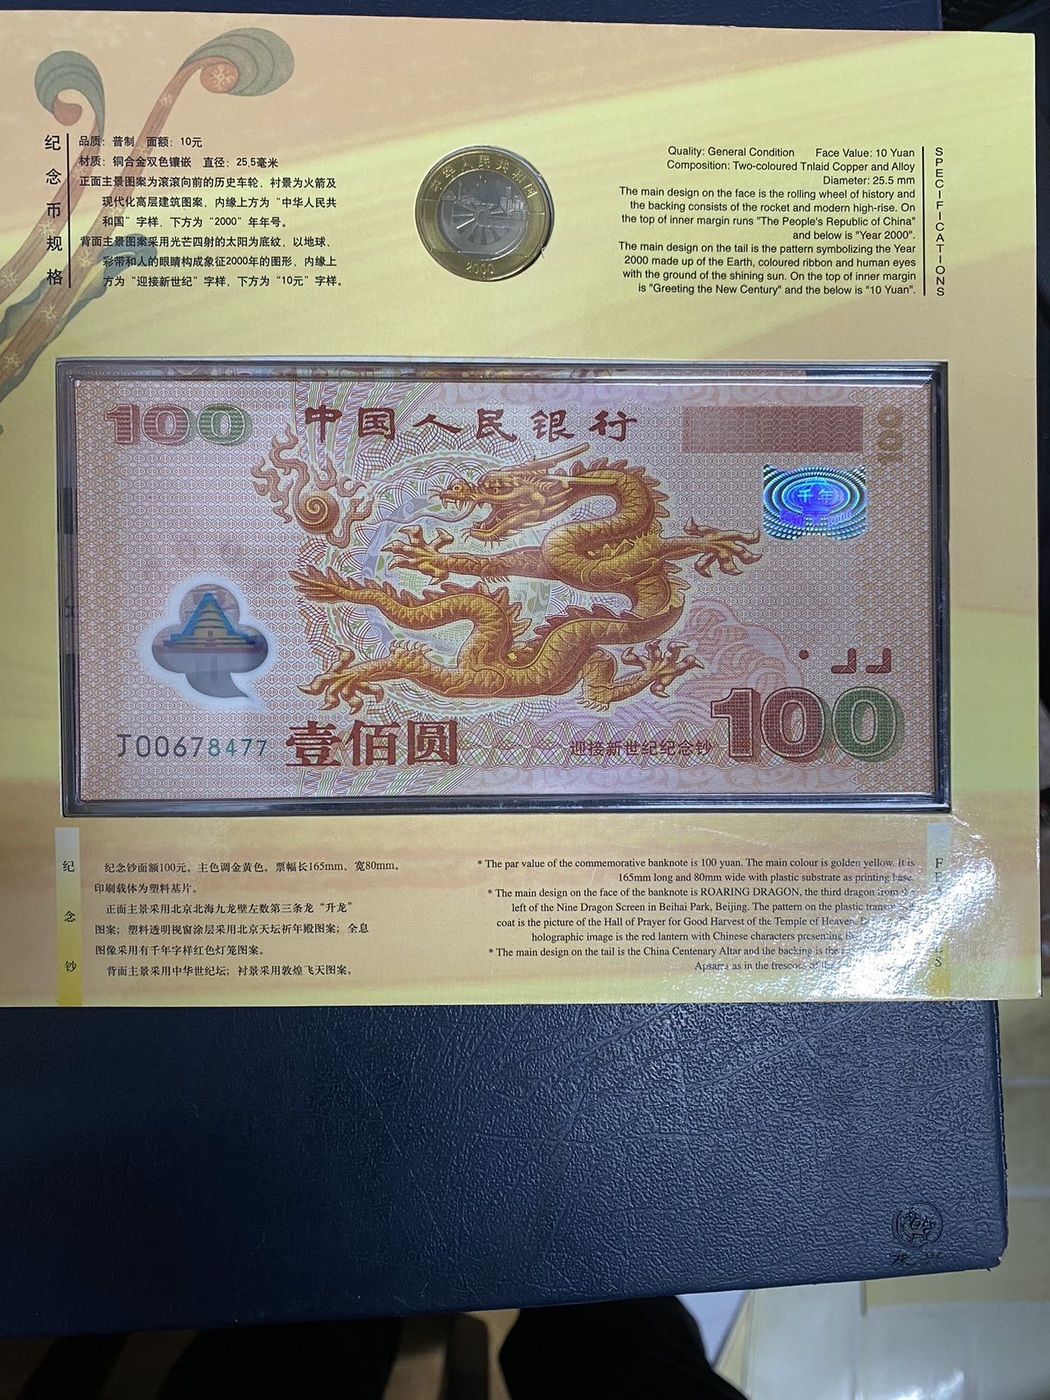 纪念币规格
品质：普制 面额：10元
材质：铜合金双色镶嵌 直径：25.5毫米
正面主景图案为滚滚向前的历史车轮，衬景为火箭及
现代化高层建筑图案，内缘上方为“中华人民共
和国”字样，下方为“2000”年年号。
背面主景图案采用光芒四射的太阳为底纹，以地球、
彩带和人的眼睛构成象征2000年的图形，内缘上
方为“迎接新世纪”字样，下方为“10元”字样。
中华人民共和国
2000
SPECIFICATIONS
Quality: General Condition Face Value: 10 Yuan
Composition: Two-coloured Tnlaid Copper and Alloy
Diameter: 25.5 mm
The main design on the face is the rolling wheel of history and
the backing consists of the rocket and modern high-rise. On
the top of inner margin runs "The People's Republic of China"
and below is "Year 2000".
The main design on the tail is the pattern symbolizing the Year
2000 made up of the Earth, coloured ribbon and human eyes
with the ground of the shining sun. On the top of inner margin
is "Greeting the New Century" and the below is "10 Yuan".
100
中国人民银行
100
千年
J00678477
壹佰圆
迎接新世纪纪念钞
100
纪念钞
纪念钞面额100元。主色调金黄色。票幅长165mm、宽80mm。
印刷载体为塑料基片。
正面主景采用北京北海九龙壁左数第三条龙“升龙”
图案；塑料透明视窗涂层采用北京天坛祈年殿图案；全息
图像采用有千年字样红色灯笼图案。
背面主景采用中华世纪坛；衬景采用敦煌飞天图案。
* The par value of the commemorative banknote is 100 yuan. The main colour is golden yellow. It is
165mm long and 80mm wide with plastic substrate as printing base.
* The main design on the face of the banknote is ROARING DRAGON, the third dragon from
left of the Nine Dragon Screen in Beihai Park, Beijing. The pattern on the plastic
coat is the picture of the Hall of Prayer for Good Harvest of the Temple of Heaven.
holographic image is the red lantern with Chinese characters presenting
* The main design on the tail is the China Centenary Altar and the backing is the
Apsaras as in the frescoes